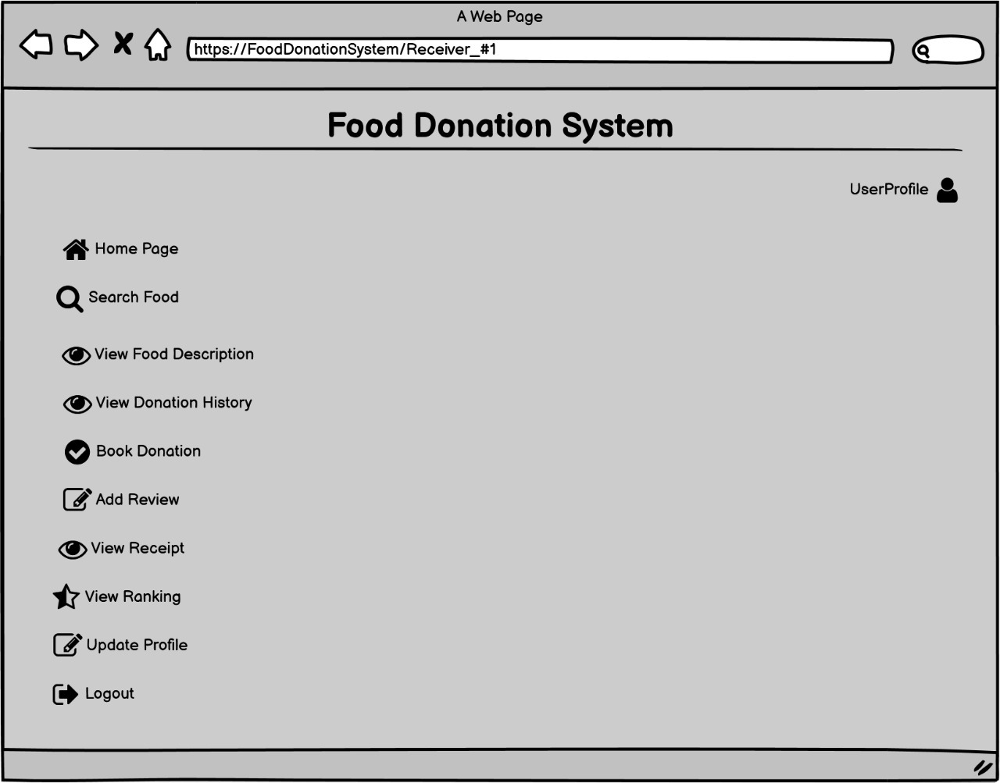 A Web Page
https://FoodDonationSystem/Receiver_#1
Food Donation System
UserProfile
Home Page
Search Food
View Food Description
View Donation History
Book Donation
Add Review
View Receipt
View Ranking
Update Profile
Logout